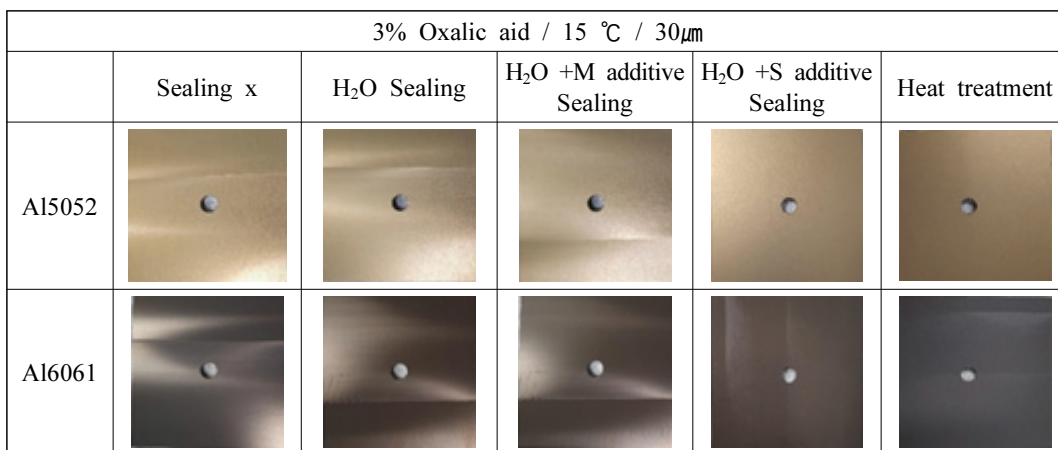 3% Oxalic aid / 15 ℃ / 30㎛
Sealing x
H₂O Sealing
H₂O +M additive
Sealing
H₂O +S additive
Sealing
Heat treatment
Al5052
Al6061